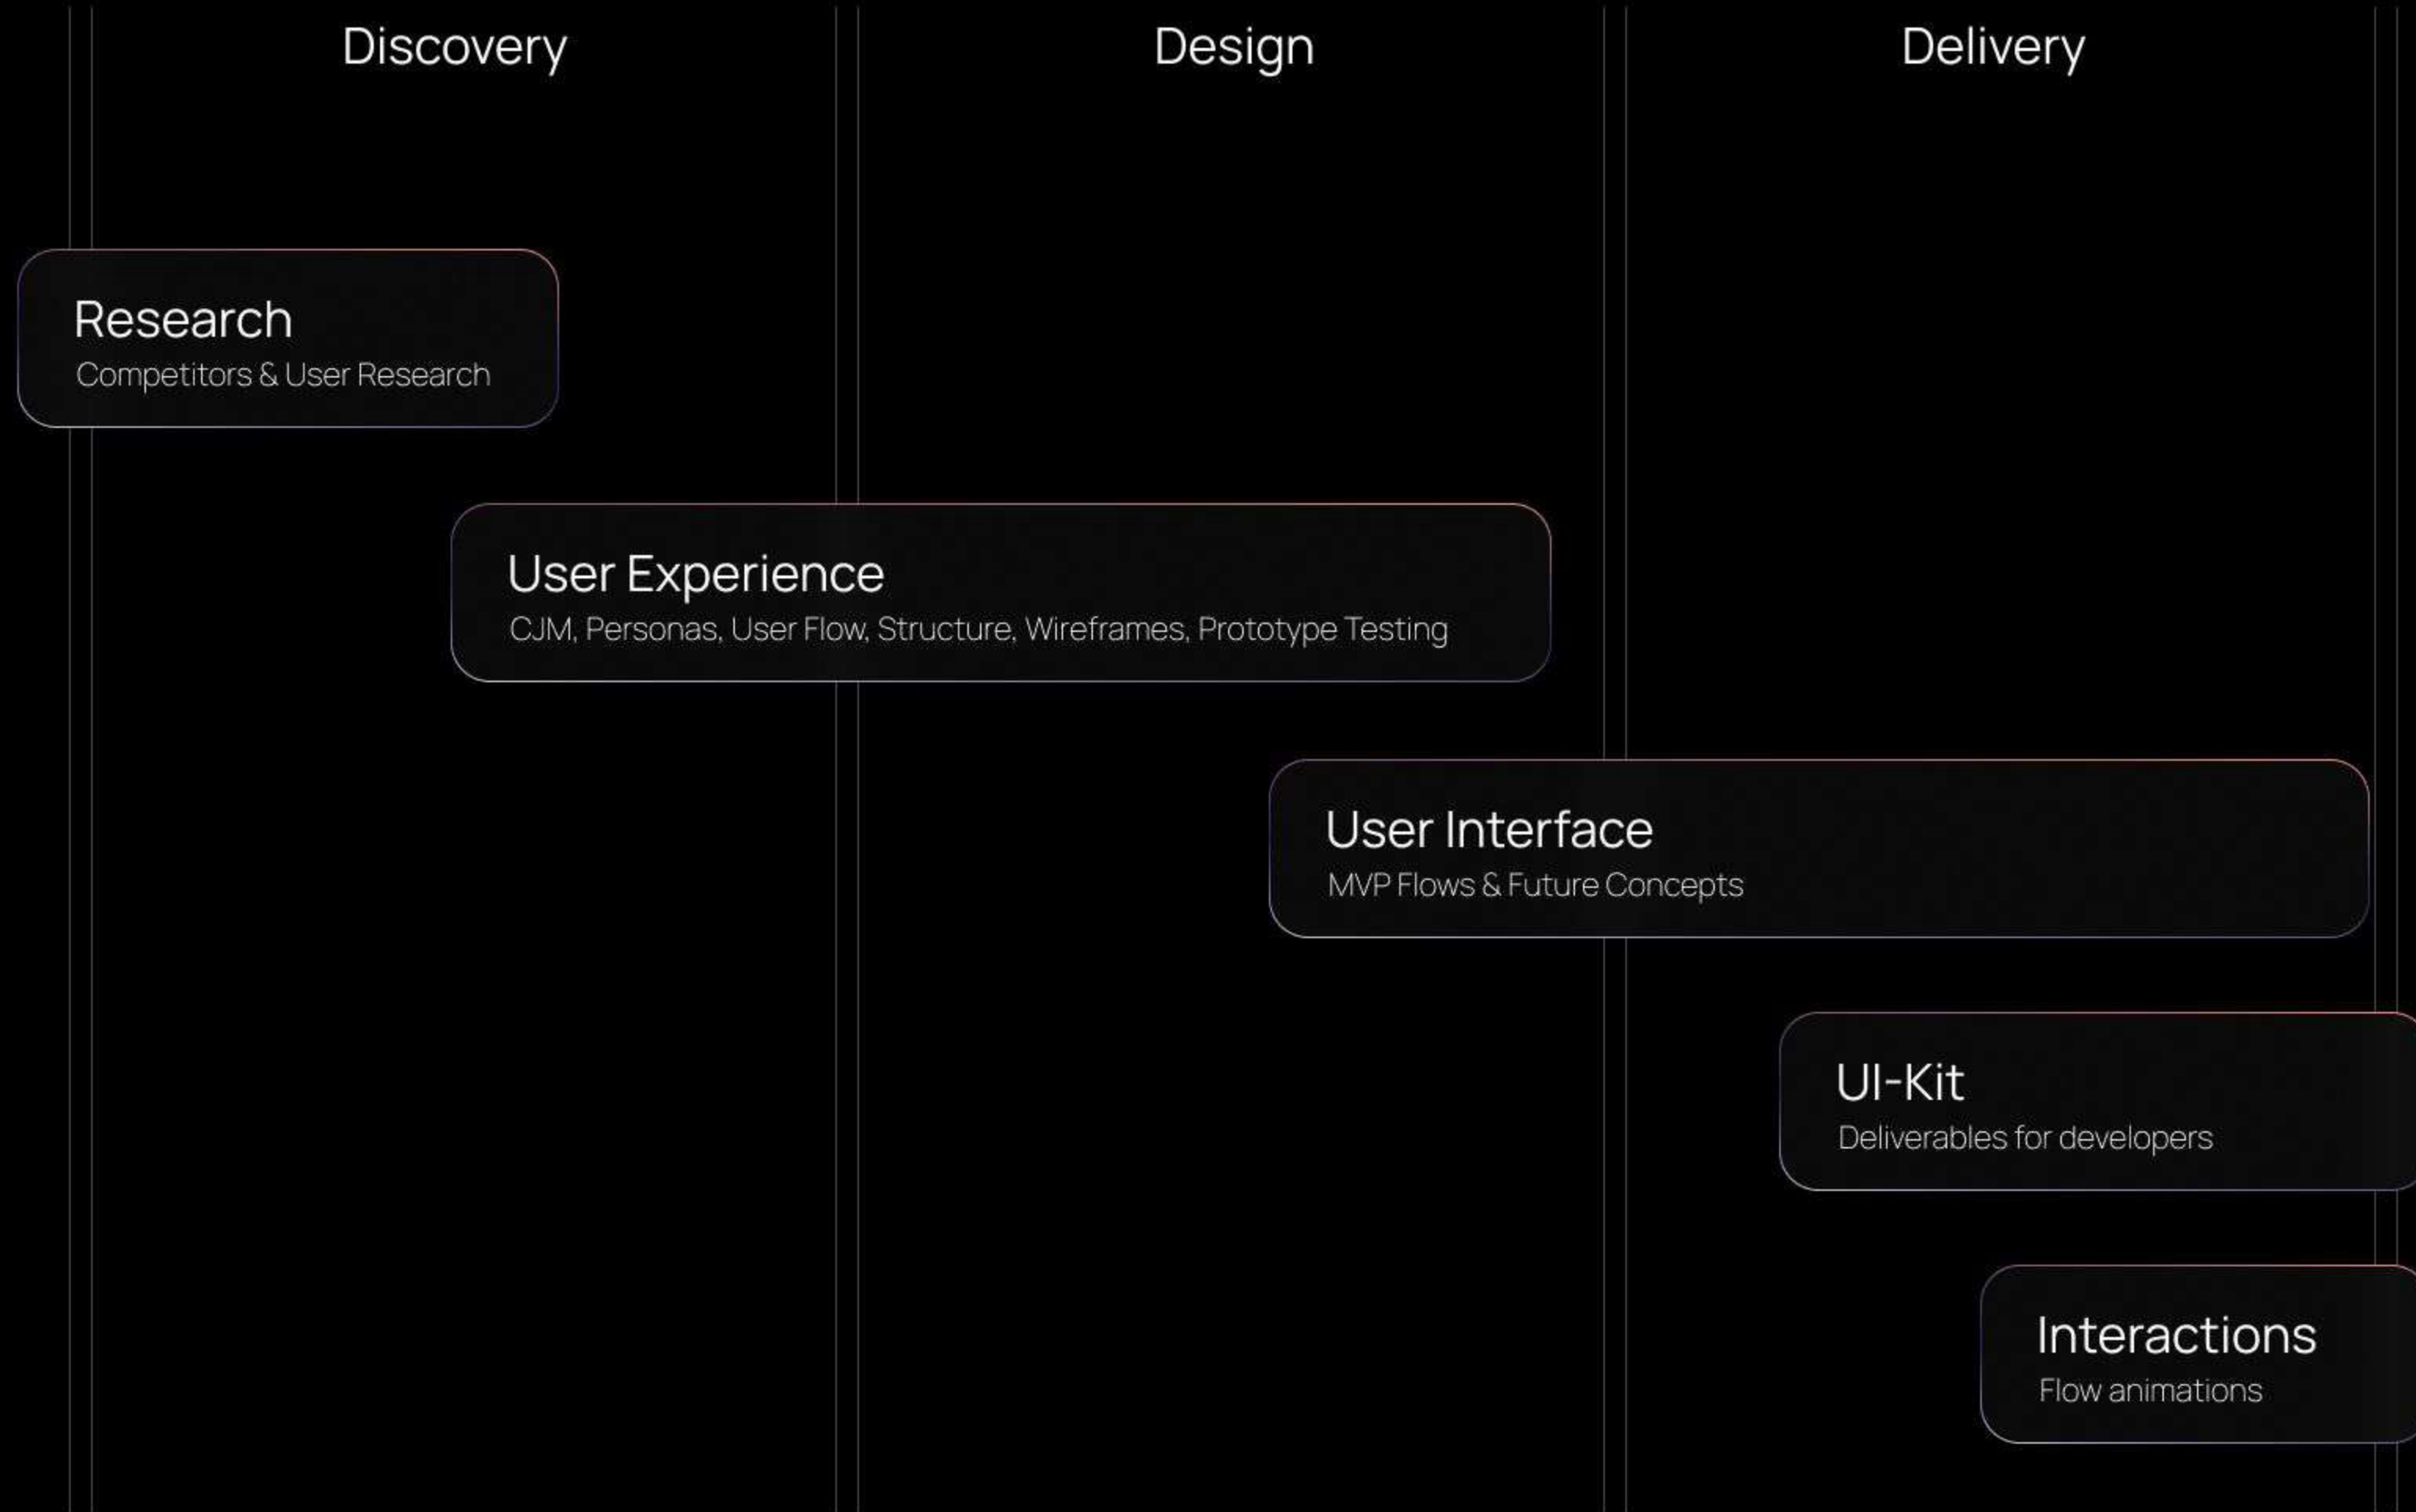 Discovery
Design
Delivery
Research
Competitors & User Research
User Experience
CJM, Personas, User Flow, Structure, Wireframes, Prototype Testing
User Interface
MVP Flows & Future Concepts
UI-Kit
Deliverables for developers
Interactions
Flow animations